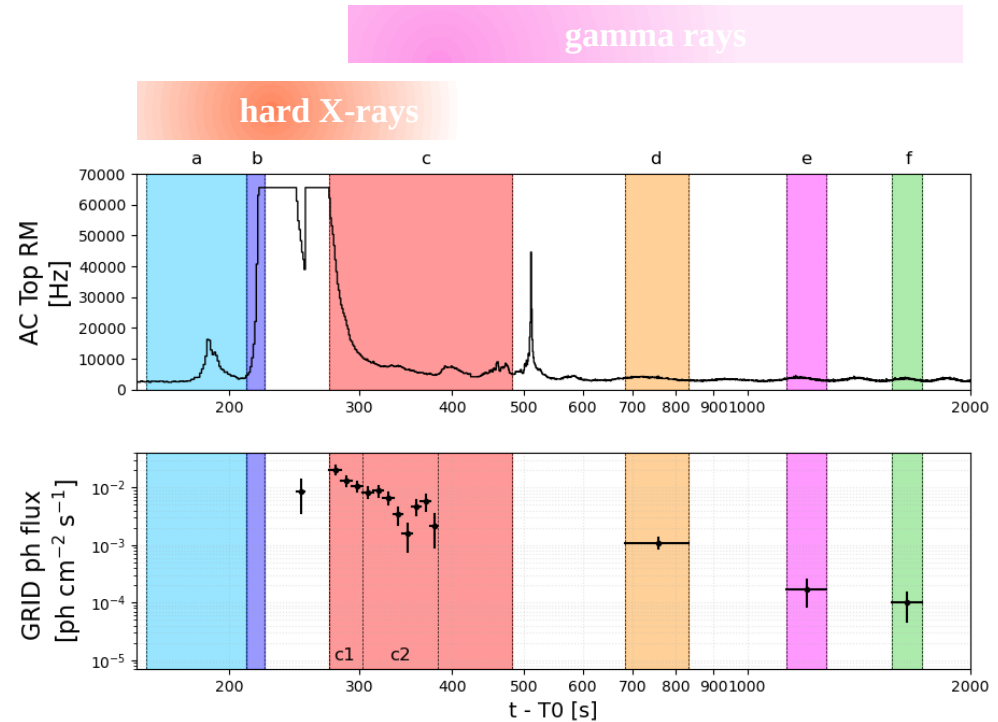 gamma rays
hard X-rays
a b c d e f
70000
60000
50000
40000
30000
20000
10000
0
AC Top RM
[Hz]
200 300 400 500 600 700 800 900 1000 2000
10⁻²
10⁻³
10⁻⁴
10⁻⁵
GRID ph flux
[ph cm⁻² s⁻¹]
c1 c2
200 300 400 500 600 700 800 900 1000 2000
t - T0 [s]